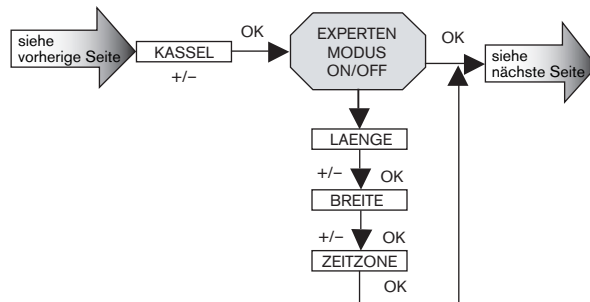 siehe
vorherige Seite
KASSEL
+/–
OK
EXPERTEN
MODUS
ON/OFF
OK
siehe
nächste Seite
LAENGE
+/– OK
BREITE
+/– OK
ZEITZONE
OK